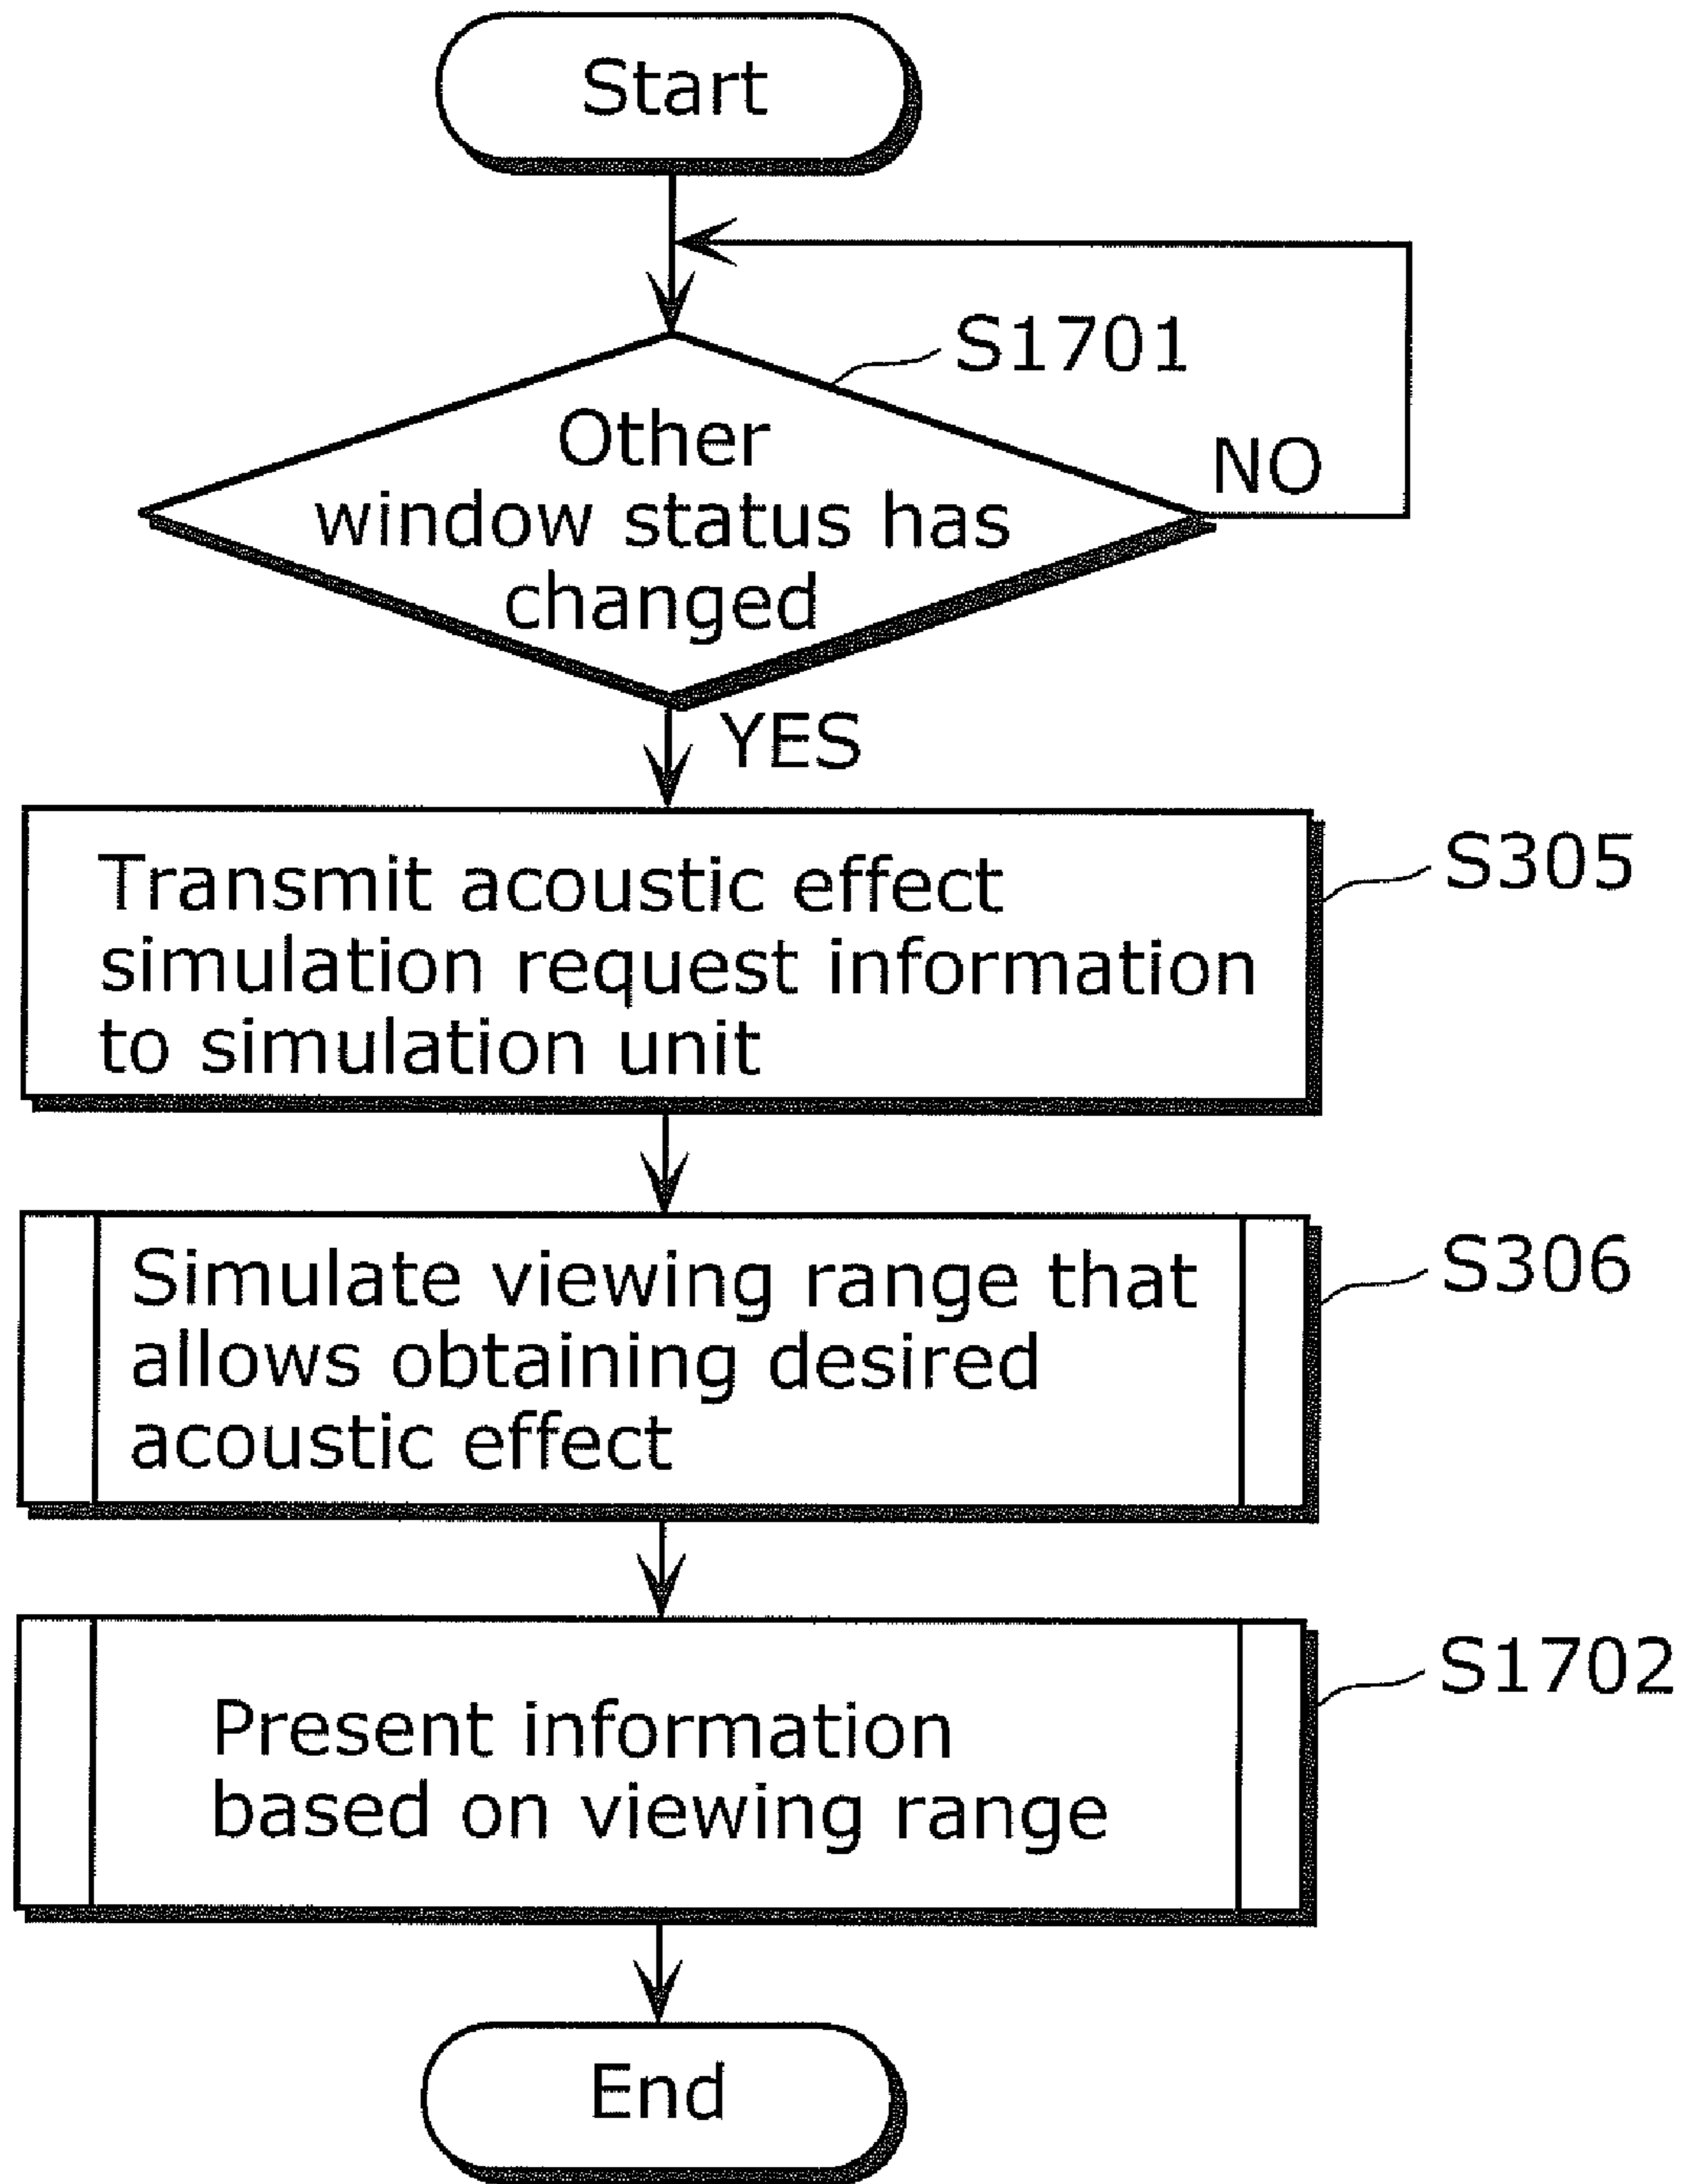 Start
S1701
Other
window status has
changed
NO
YES
Transmit acoustic effect
simulation request information
to simulation unit
S305
Simulate viewing range that
allows obtaining desired
acoustic effect
S306
Present information
based on viewing range
S1702
End